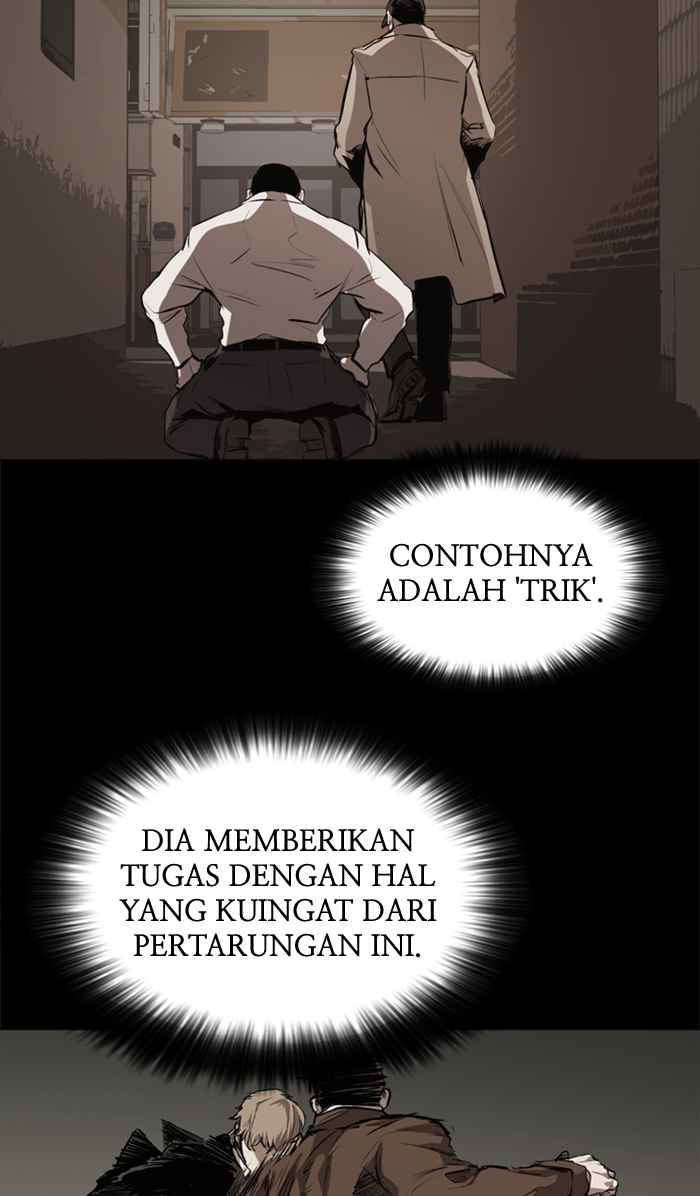 CONTOHNYA
ADALAH 'TRIK'.
DIA MEMBERIKAN
TUGAS DENGAN HAL
YANG KUINGAT DARI
PERTARUNGAN INI.